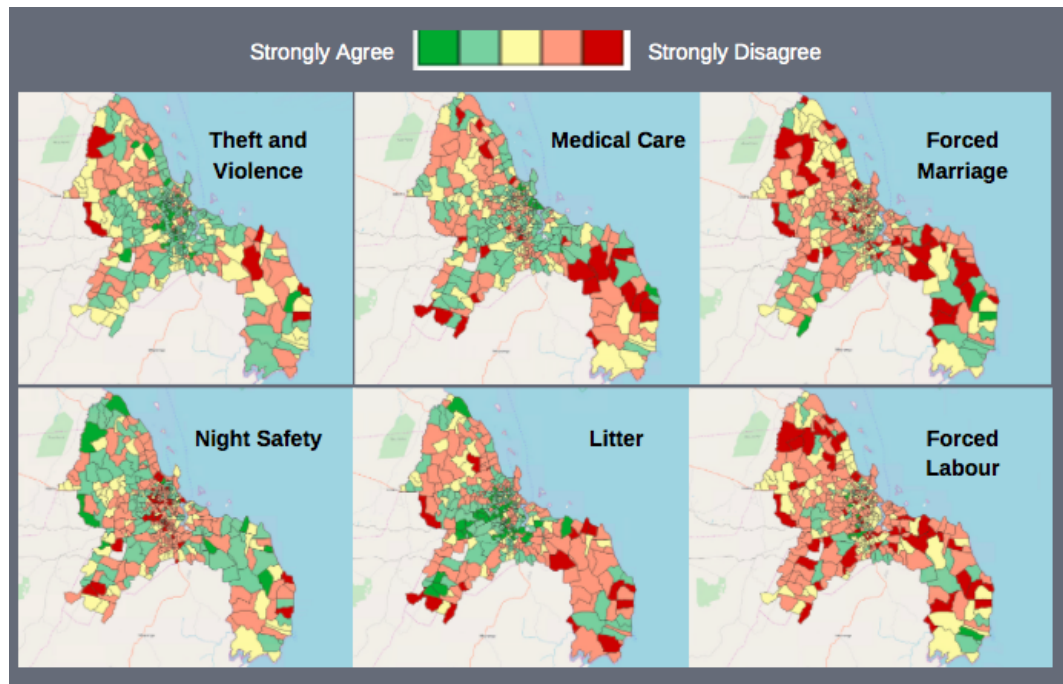 Strongly Agree Strongly Disagree
Theft and
Violence
Medical Care
Forced
Marriage
Night Safety
Litter
Forced
Labour